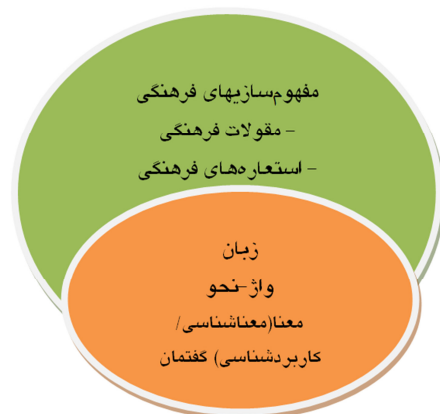 مفهوم‌سازیهای فرهنگی
- مقولات فرهنگی
- استعاره‌های فرهنگی
زبان
واژ-نحو
معنا(معناشناسی/
کاربردشناسی) گفتمان